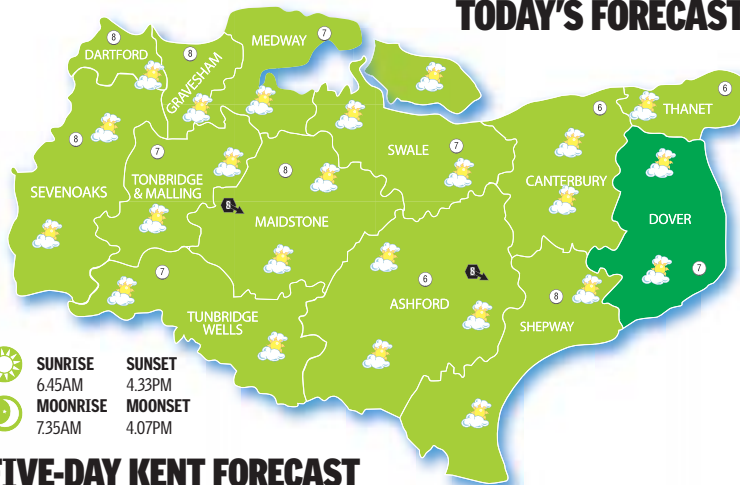 TODAY'S FORECAST
8
DARTFORD
8
GRAVESHAM
MEDWAY
7
6
THANET
6
8
SEVENOAKS
7
TONBRIDGE
& MALLING
8
MAIDSTONE
8
SWALE
7
CANTERBURY
DOVER
7
7
TUNBRIDGE
WELLS
6
8
ASHFORD
8
SHEPWAY
SUNRISE SUNSET
6.45AM 4.33PM
MOONRISE MOONSET
7.35AM 4.07PM
FIVE-DAY KENT FORECAST